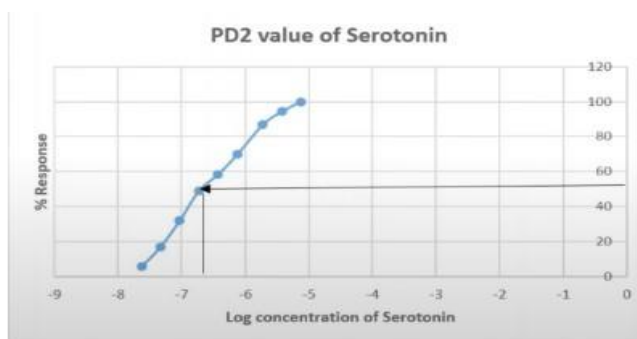 PD2 value of Serotonin
120
100
80
60
40
20
0
% Response
-9 -8 -7 -6 -5 -4 -3 -2 -1 0
Log concentration of Serotonin